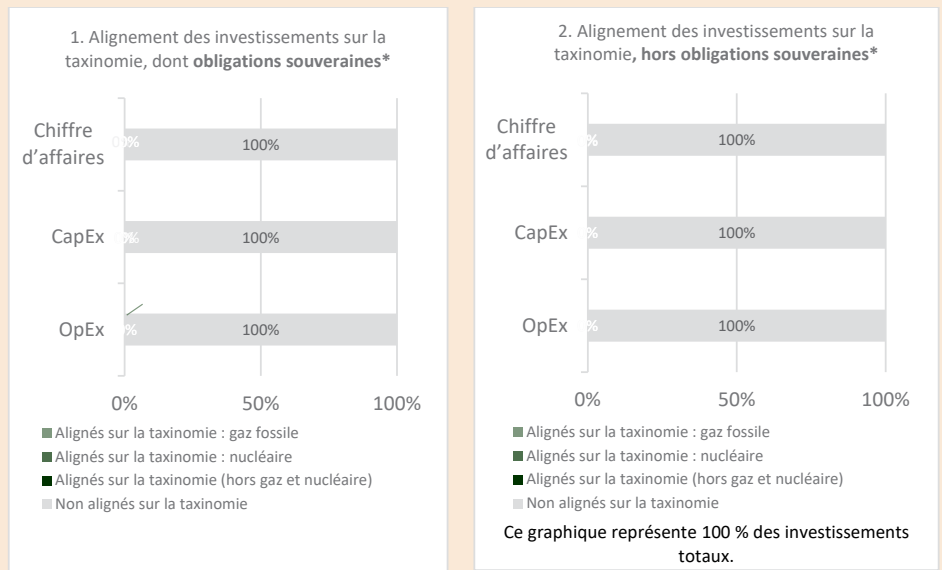 1. Alignement des investissements sur la
taxinomie, dont obligations souveraines*
Chiffre
d’affaires
100%
CapEx
100%
OpEx
100%
0% 50% 100%
Alignés sur la taxinomie : gaz fossile
Alignés sur la taxinomie : nucléaire
Alignés sur la taxinomie (hors gaz et nucléaire)
Non alignés sur la taxinomie
2. Alignement des investissements sur la
taxinomie, hors obligations souveraines*
Chiffre
d’affaires
100%
CapEx
100%
OpEx
100%
0% 50% 100%
Alignés sur la taxinomie : gaz fossile
Alignés sur la taxinomie : nucléaire
Alignés sur la taxinomie (hors gaz et nucléaire)
Non alignés sur la taxinomie
Ce graphique représente 100 % des investissements
totaux.